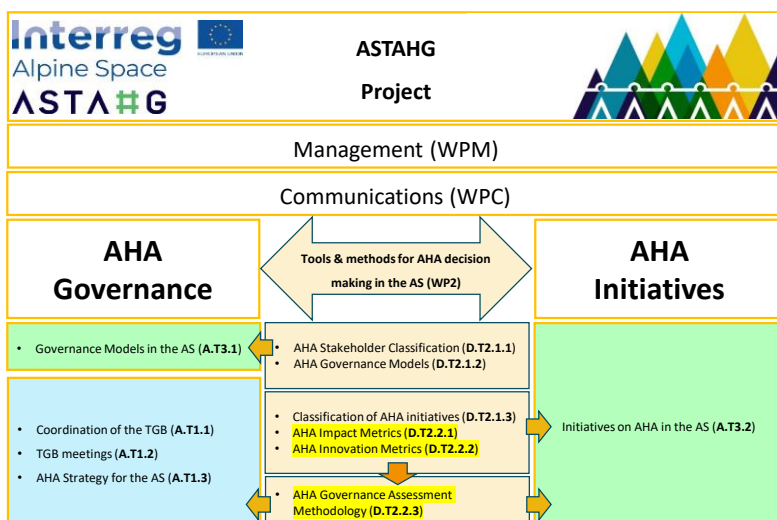 Interreg
EUROPEAN UNION
Alpine Space
ASTAHG
ASTAHG
Project
Management (WPM)
Communications (WPC)
AHA
Governance
Tools & methods for AHA decision
making in the AS (WP2)
AHA
Initiatives
• Governance Models in the AS (A.T3.1)
• AHA Stakeholder Classification (D.T2.1.1)
• AHA Governance Models (D.T2.1.2)
• Coordination of the TGB (A.T1.1)
• TGB meetings (A.T1.2)
• AHA Strategy for the AS (A.T1.3)
• Classification of AHA initiatives (D.T2.1.3)
• AHA Impact Metrics (D.T2.2.1)
• AHA Innovation Metrics (D.T2.2.2)
• AHA Governance Assessment
Methodology (D.T2.2.3)
• Initiatives on AHA in the AS (A.T3.2)